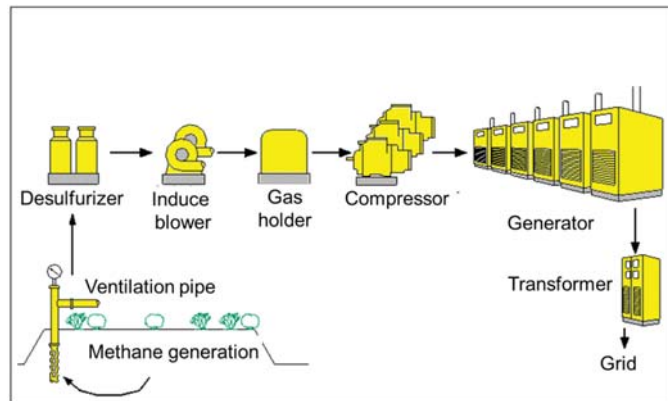 Desulfurizer
Induce
blower
Gas
holder
Compressor
Generator
Transformer
Grid
Ventilation pipe
Methane generation